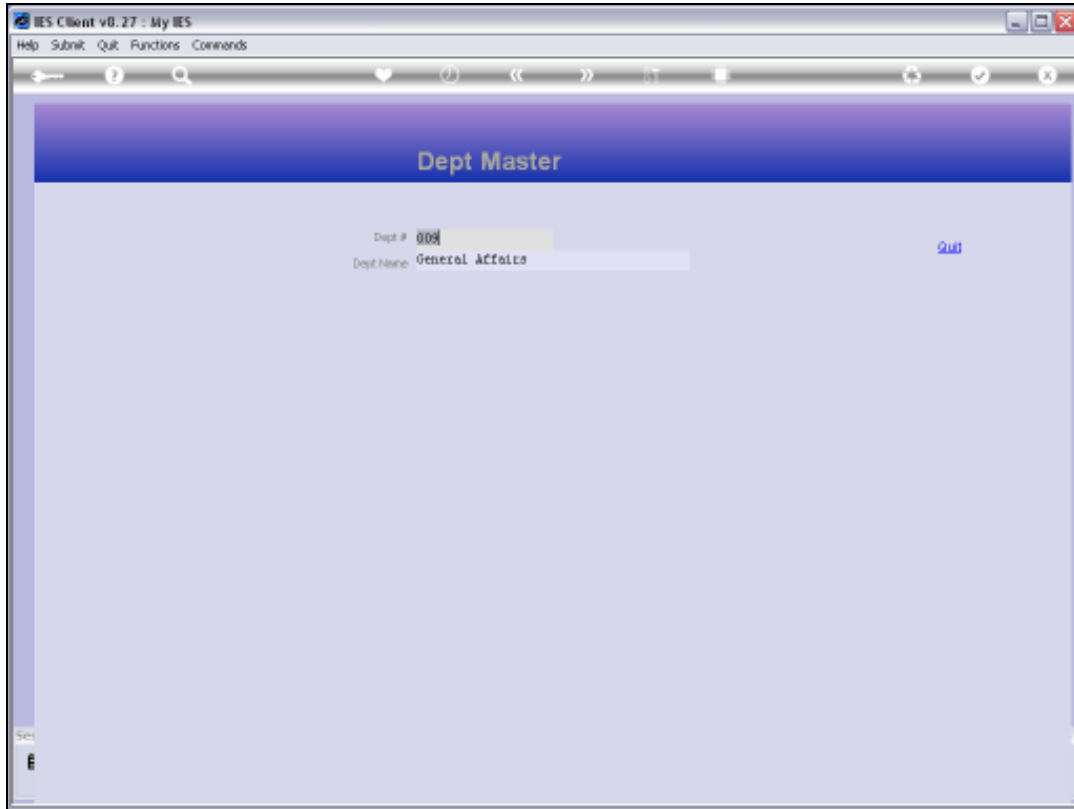 IES Client v8.27 : My IES
Help Submit Quit Functions Commands
Dept Master
Dept # 009
Quit
Dept Name General Affairs